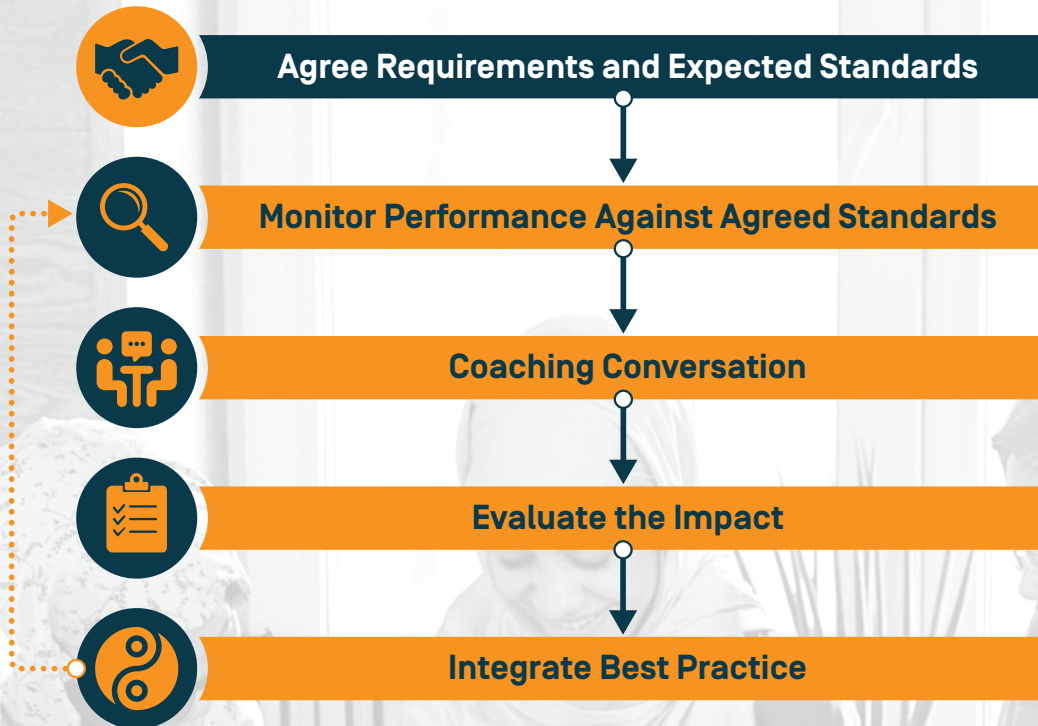 Agree Requirements and Expected Standards
Monitor Performance Against Agreed Standards
Coaching Conversation
Evaluate the Impact
Integrate Best Practice